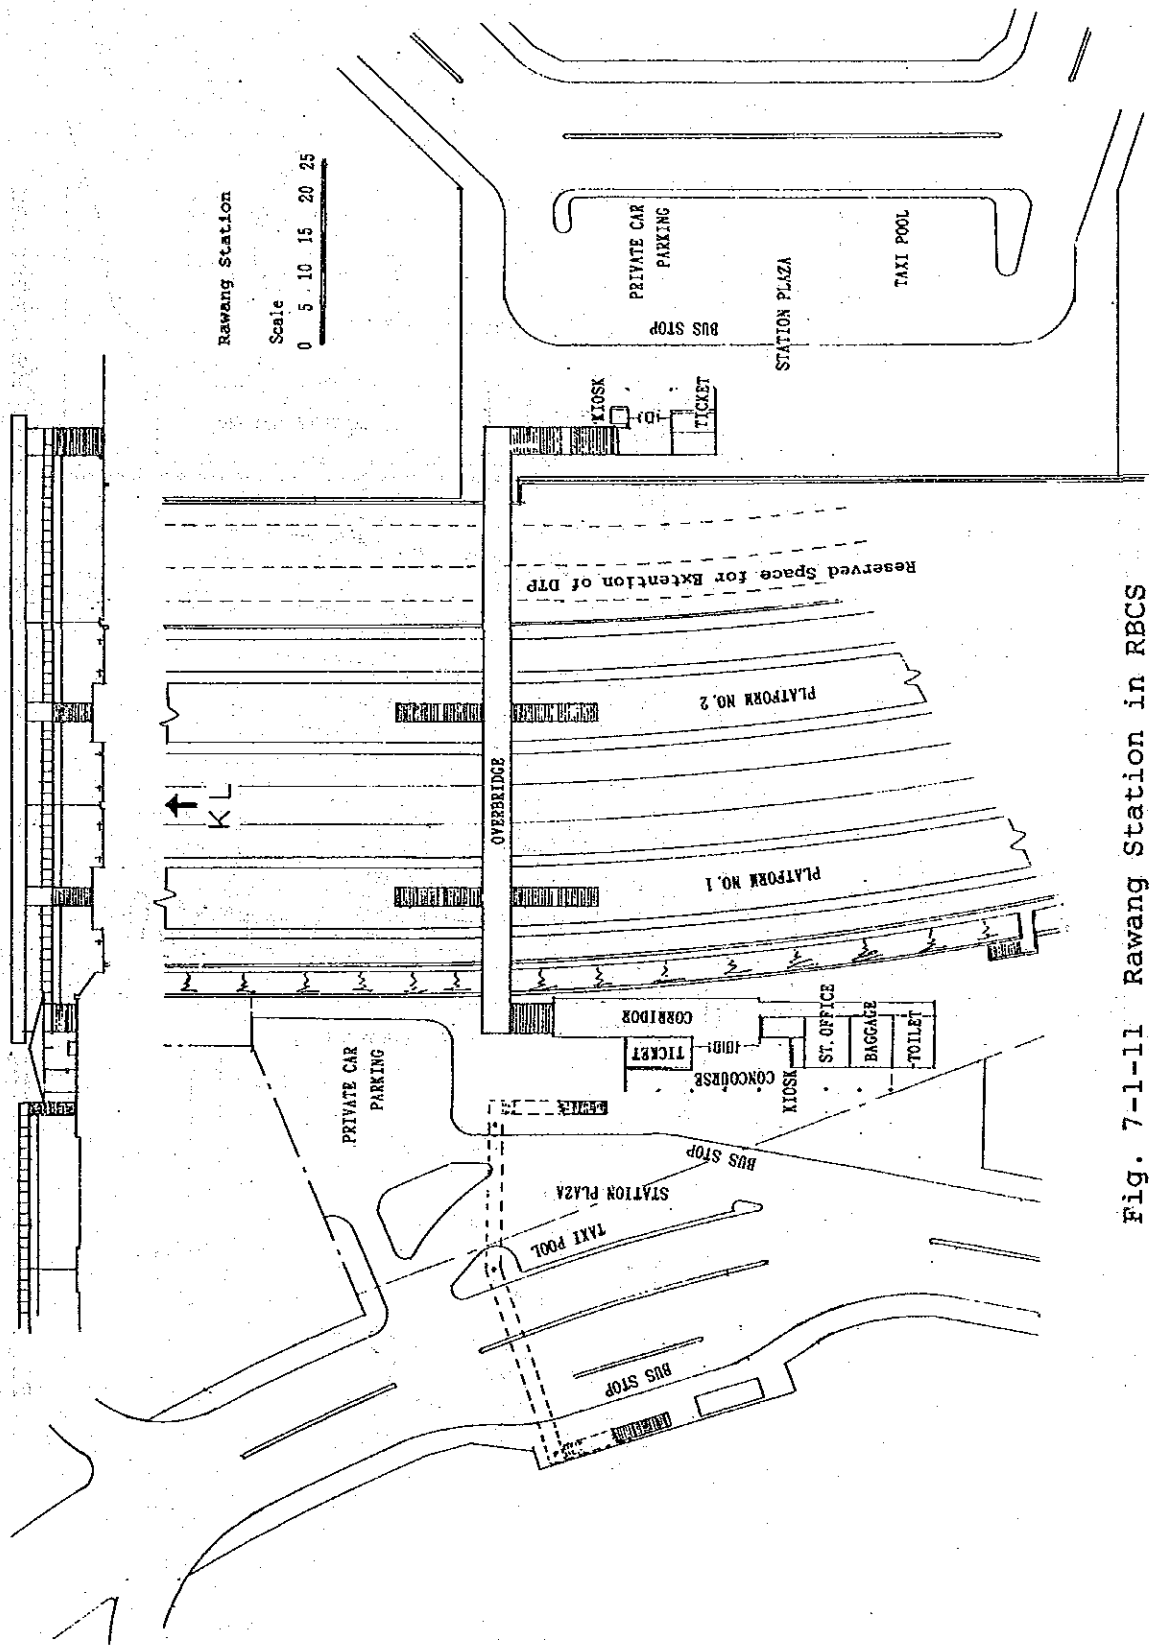 Rawang Station
Scale
0 5 10 15 20 25
PRIVATE CAR
PARKING
BUS STOP
STATION PLAZA
TAXI POOL
KIOSK
TICKET
Reserved Space for Extention of DTP
PLATFORM NO.2
KL
OVERBRIDGE
PLATFORM NO.1
CORRIDOR
TICKET
CONCOURSE
KIOSK
ST. OFFICE
BAGGAGE
TOILET
PRIVATE CAR
PARKING
BUS STOP
STATION PLAZA
TAXI POOL
BUS STOP
Fig. 7-1-11 Rawang Station in RBCS